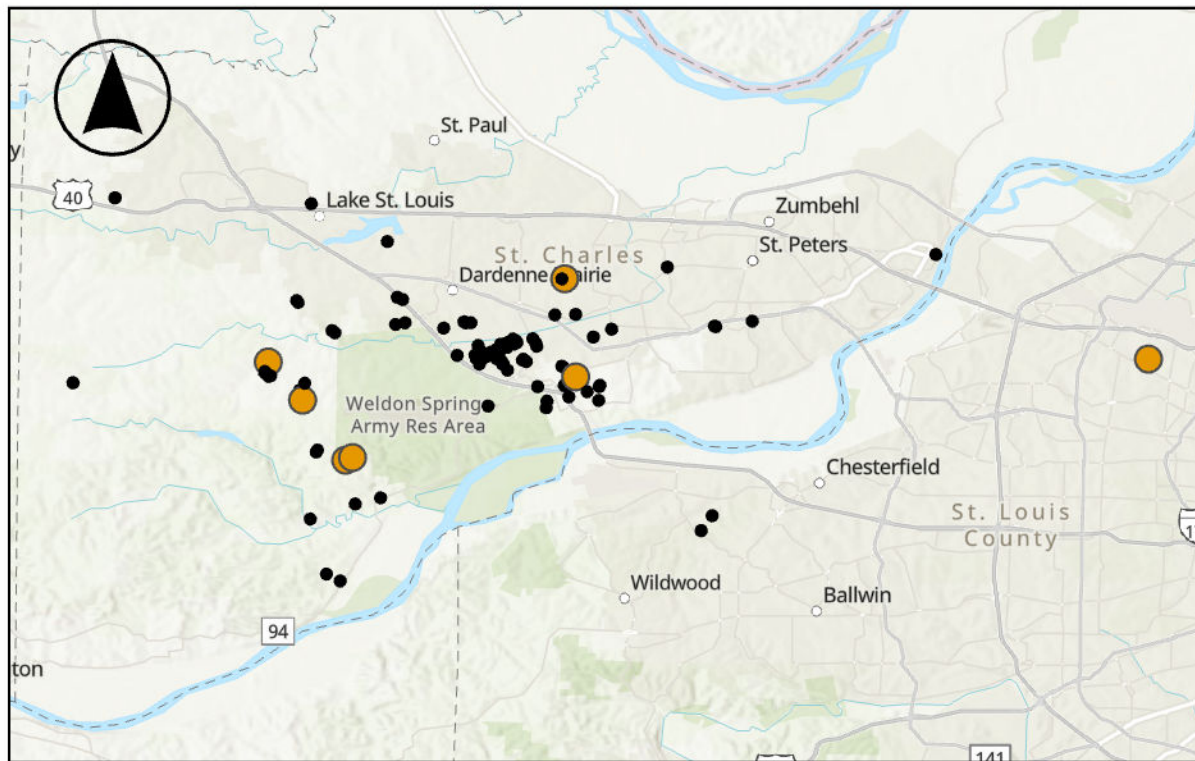 St. Paul
y
40
Lake St. Louis
Zumbehl
St. Charles
St. Peters
Dardenne Prairie
Weldon Spring
Army Res Area
Chesterfield
St. Louis
County
Wildwood
Ballwin
94
ton
141